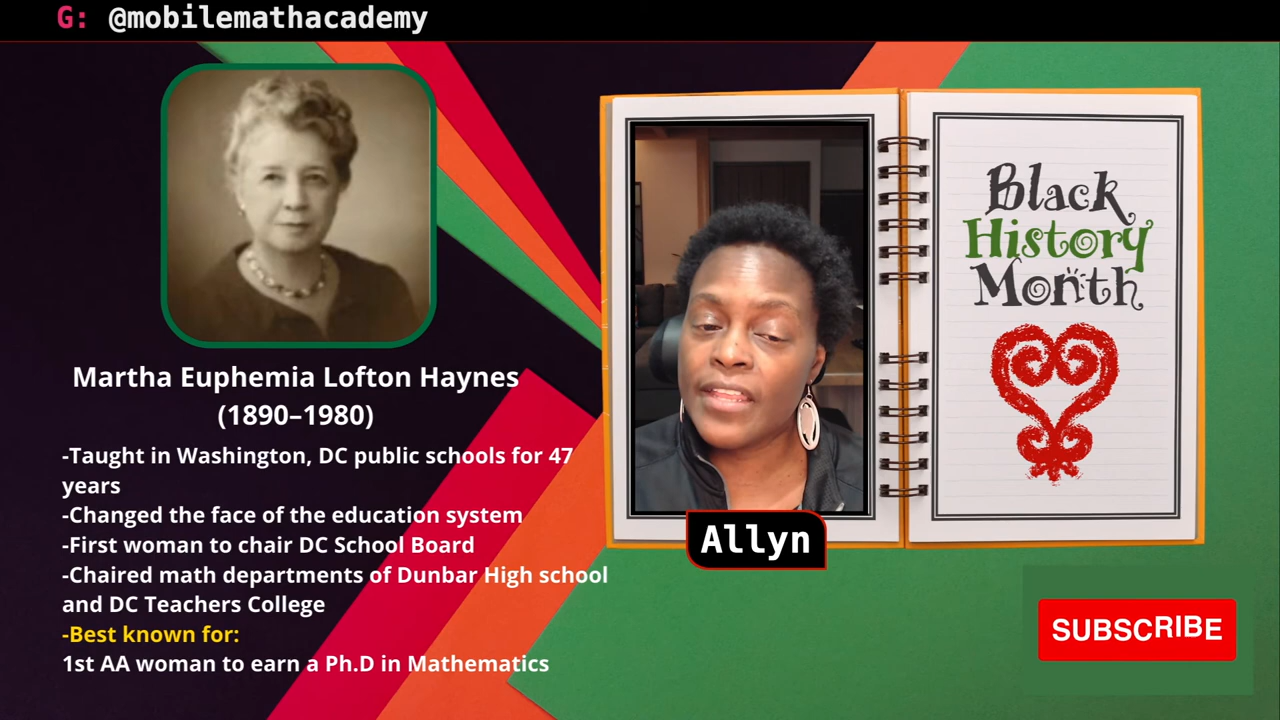 G: @mobilemathacademy
Martha Euphemia Lofton Haynes
(1890–1980)
-Taught in Washington, DC public schools for 47
years
-Changed the face of the education system
-First woman to chair DC School Board
-Chaired math departments of Dunbar High school
and DC Teachers College
-Best known for:
1st AA woman to earn a Ph.D in Mathematics
Allyn
Black
History
Month
SUBSCRIBE